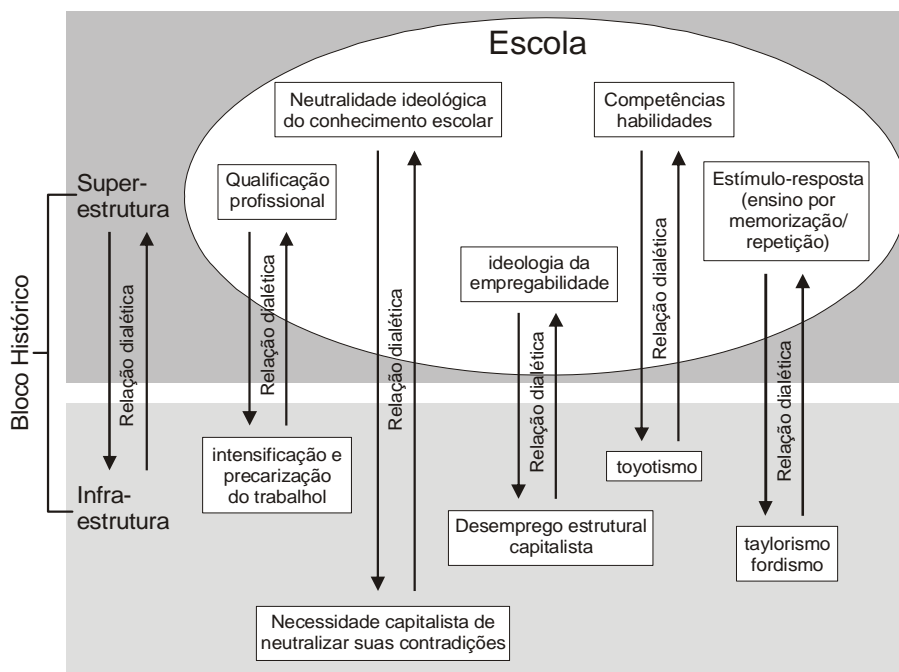 Escola
Neutralidade ideológica
do conhecimento escolar
Competências
habilidades
Qualificação
profissional
Estímulo-resposta
(ensino por
memorização/
repetição)
ideologia da
empregabilidade
Super-
estrutura
Bloco Histórico
Relação dialética
Relação dialética
Relação dialética
Relação dialética
Relação dialética
Relação dialética
Infra-
estrutura
intensificação e
precarização
do trabalhol
toyotismo
Desemprego estrutural
capitalista
taylorismo
fordismo
Necessidade capitalista de
neutralizar suas contradições